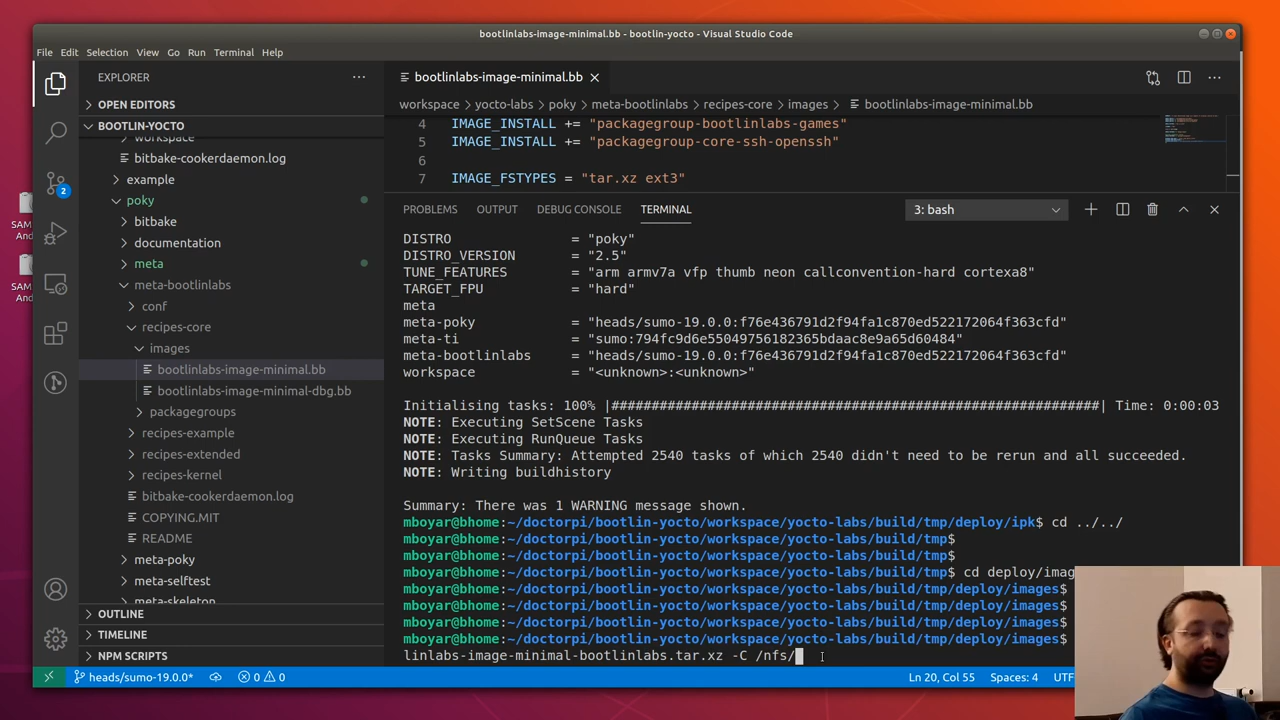 bootlinlabs-image-minimal.bb - bootlin-yocto - Visual Studio Code
File Edit Selection View Go Run Terminal Help
EXPLORER
OPEN EDITORS
BOOTLIN-YOCTO
workspace
bitbake-cookerdaemon.log
example
poky
bitbake
documentation
meta
meta-bootlinlabs
conf
recipes-core
images
bootlinlabs-image-minimal.bb
bootlinlabs-image-minimal-dbg.bb
packagegroups
recipes-example
recipes-extended
recipes-kernel
bitbake-cookerdaemon.log
COPYING.MIT
README
meta-poky
meta-selftest
meta-skeleton
OUTLINE
TIMELINE
NPM SCRIPTS
2
SAM
And
SAM
And
bootlinlabs-image-minimal.bb
workspace > yocto-labs > poky > meta-bootlinlabs > recipes-core > images > bootlinlabs-image-minimal.bb
4 IMAGE_INSTALL += "packagegroup-bootlinlabs-games"
5 IMAGE_INSTALL += "packagegroup-core-ssh-openssh"
6
7 IMAGE_FSTYPES = "tar.xz ext3"
PROBLEMS OUTPUT DEBUG CONSOLE TERMINAL 3: bash
DISTRO = "poky"
DISTRO_VERSION = "2.5"
TUNE_FEATURES = "arm armv7a vfp thumb neon callconvention-hard cortexa8"
TARGET_FPU = "hard"
meta
meta-poky = "heads/sumo-19.0.0:f76e436791d2f94fa1c870ed522172064f363cfd"
meta-ti = "sumo:794fc9d6e55049756182365bdaac8e9a65d60484"
meta-bootlinlabs = "heads/sumo-19.0.0:f76e436791d2f94fa1c870ed522172064f363cfd"
workspace = "<unknown>:<unknown>"
Initialising tasks: 100% |###########################################################| Time: 0:00:03
NOTE: Executing SetScene Tasks
NOTE: Executing RunQueue Tasks
NOTE: Tasks Summary: Attempted 2540 tasks of which 2540 didn't need to be rerun and all succeeded.
NOTE: Writing buildhistory
Summary: There was 1 WARNING message shown.
mboyar@bhome:~/doctorpi/bootlin-yocto/workspace/yocto-labs/build/tmp/deploy/ipk$ cd ../../
mboyar@bhome:~/doctorpi/bootlin-yocto/workspace/yocto-labs/build/tmp$
mboyar@bhome:~/doctorpi/bootlin-yocto/workspace/yocto-labs/build/tmp$
mboyar@bhome:~/doctorpi/bootlin-yocto/workspace/yocto-labs/build/tmp$ cd deploy/imag
mboyar@bhome:~/doctorpi/bootlin-yocto/workspace/yocto-labs/build/tmp/deploy/images$
mboyar@bhome:~/doctorpi/bootlin-yocto/workspace/yocto-labs/build/tmp/deploy/images$
mboyar@bhome:~/doctorpi/bootlin-yocto/workspace/yocto-labs/build/tmp/deploy/images$
mboyar@bhome:~/doctorpi/bootlin-yocto/workspace/yocto-labs/build/tmp/deploy/images$
linlabs-image-minimal-bootlinlabs.tar.xz -C /nfs/
heads/sumo-19.0.0* 0 0 Ln 20, Col 55 Spaces: 4 UTF